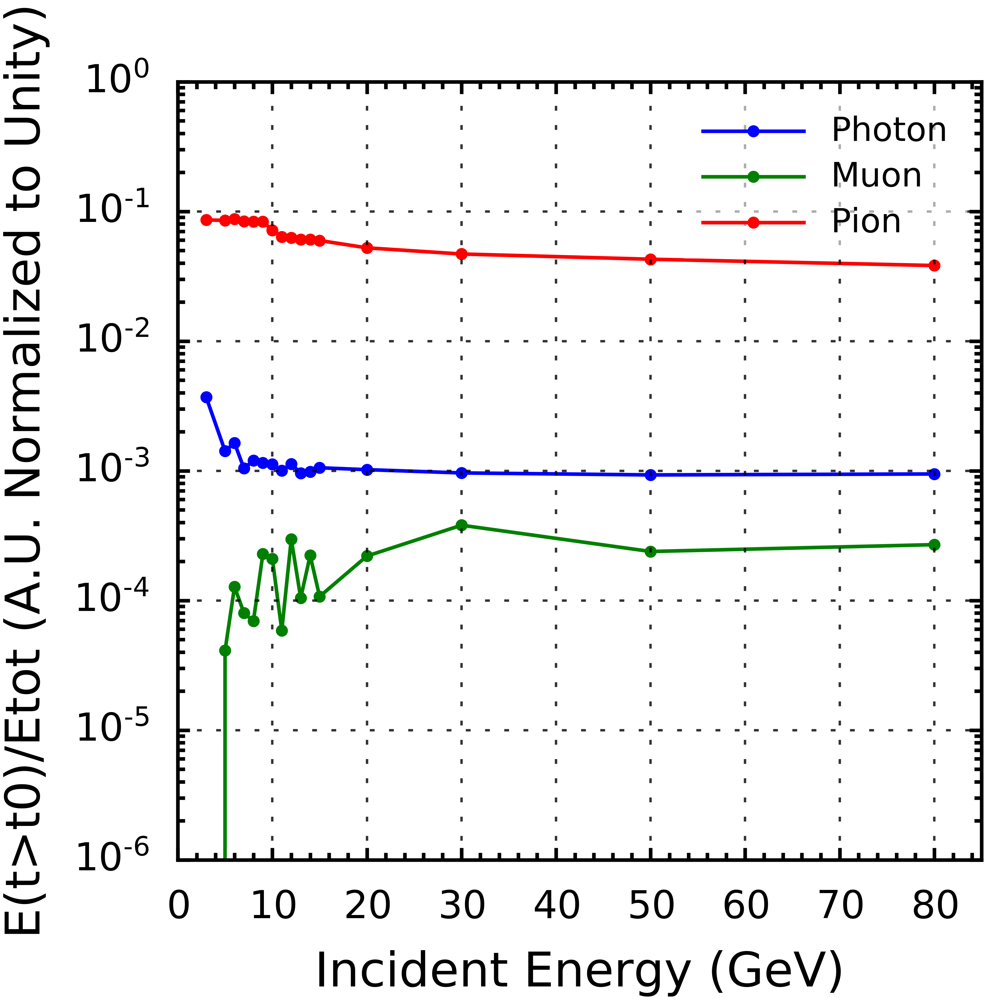 E(t>t0)/Etot (A.U. Normalized to Unity)
10^0
10^-1
10^-2
10^-3
10^-4
10^-5
10^-6
Photon
Muon
Pion
0 10 20 30 40 50 60 70 80
Incident Energy (GeV)